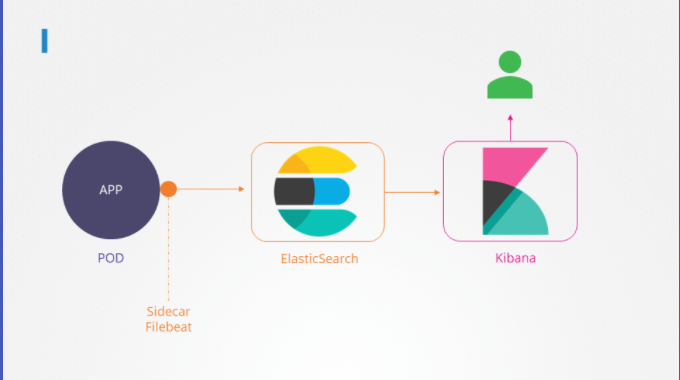 APP
POD
ElasticSearch
Kibana
Sidecar
Filebeat